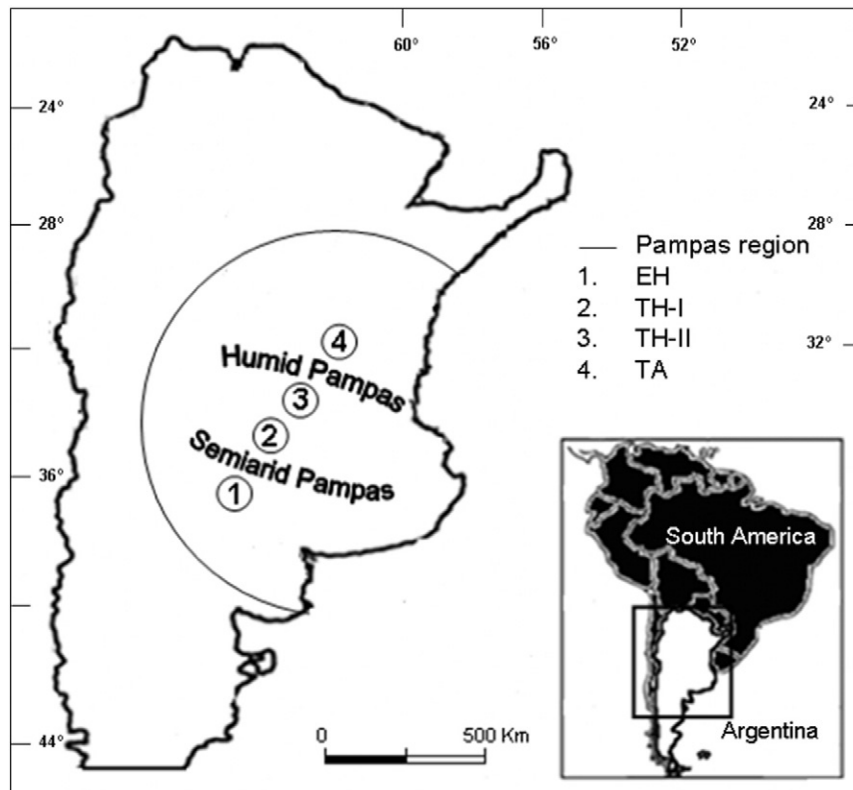 60° 56° 52°
24° 24°
28° 28°
Pampas region
1. EH
2. TH-I
3. TH-II
4. TA
32°
4
Humid Pampas
3
2
Semiarid Pampas
36°
1
South America
0 500 Km
Argentina
44°